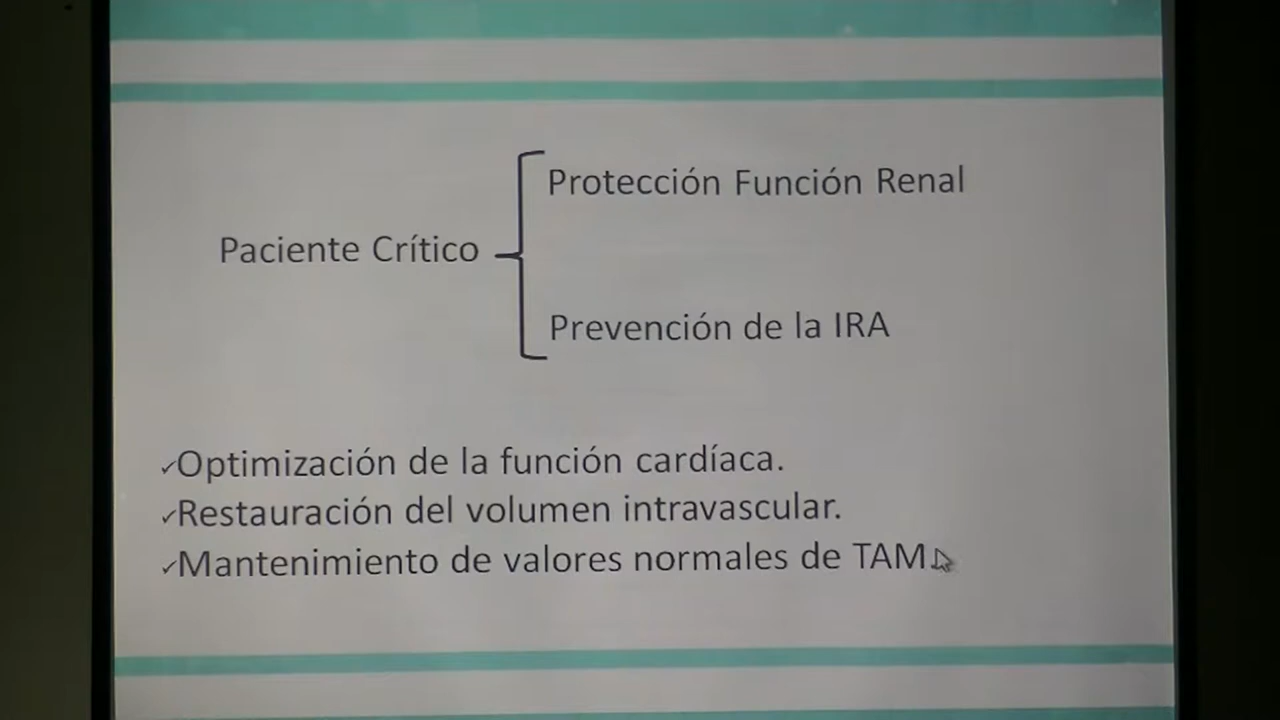 Protección Función Renal
Paciente Crítico
Prevención de la IRA
✓Optimización de la función cardíaca.
✓Restauración del volumen intravascular.
✓Mantenimiento de valores normales de TAM.